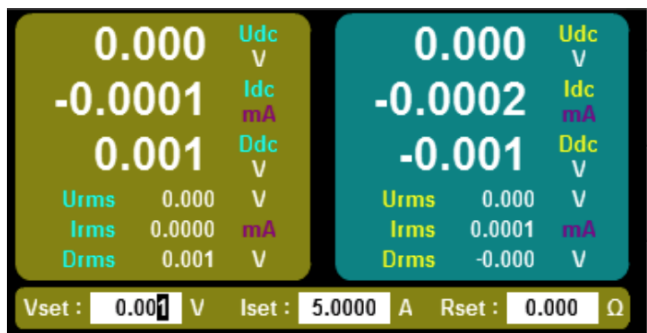 0.000 Udc V
-0.0001 Idc mA
0.001 Ddc V
Urms 0.000 V
Irms 0.0000 mA
Drms 0.001 V
0.000 Udc V
-0.0002 Idc mA
-0.001 Ddc V
Urms 0.000 V
Irms 0.0001 mA
Drms -0.000 V
Vset : 0.001 V Iset : 5.0000 A Rset : 0.000 Ω